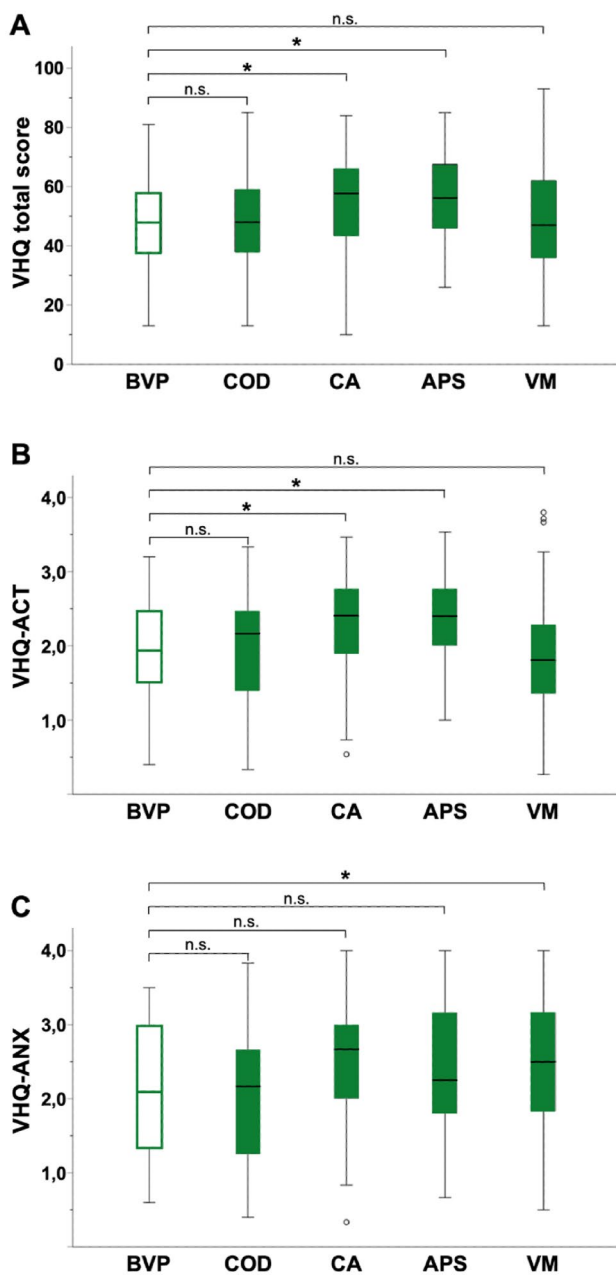 A
n.s.
*
*
n.s.
VHQ total score
100
80
60
40
20
0
BVP COD CA APS VM
B
n.s.
*
*
n.s.
VHQ-ACT
4,0
3,0
2,0
1,0
BVP COD CA APS VM
C
*
n.s.
n.s.
n.s.
VHQ-ANX
4,0
3,0
2,0
1,0
BVP COD CA APS VM